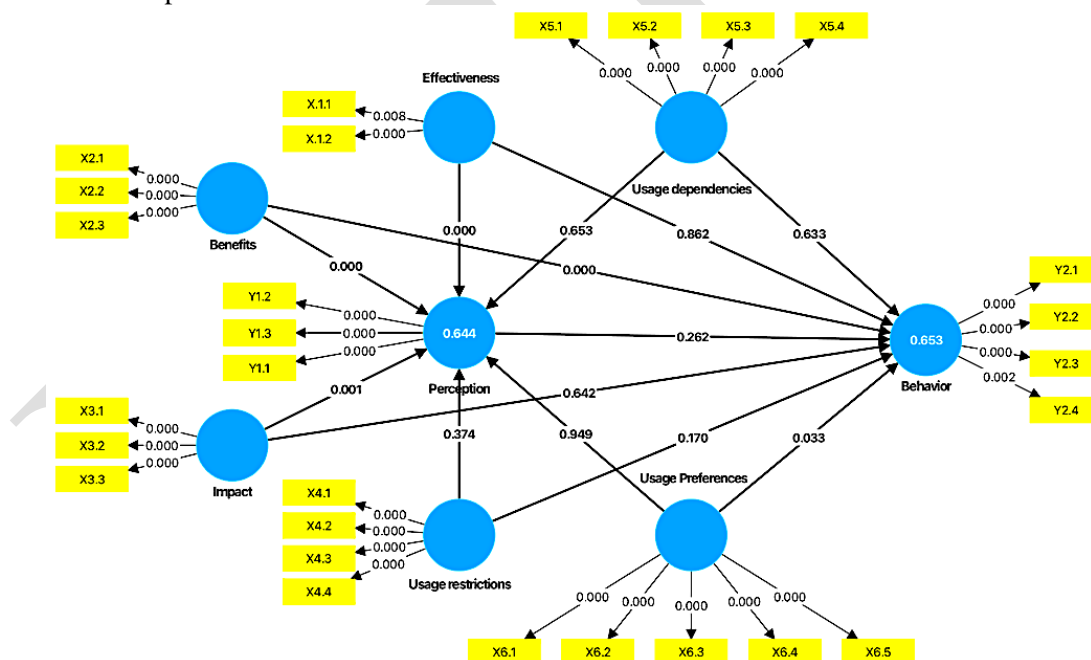 X5.1
X5.2
X5.3
X5.4
0.000
0.000
0.000
0.000
Effectiveness
X.1.1
0.008
X.1.2
0.000
Usage dependencies
X2.1
0.000
X2.2
0.000
X2.3
0.000
Benefits
0.000
0.653
0.862
0.633
0.000
0.000
Y1.2
0.000
Y1.3
0.000
Y1.1
0.000
0.644
Perception
0.262
0.653
Behavior
Y2.1
0.000
Y2.2
0.000
Y2.3
0.000
Y2.4
0.002
0.001
0.642
X3.1
0.000
X3.2
0.000
X3.3
0.000
Impact
0.374
0.949
0.170
0.033
Usage Preferences
X4.1
0.000
X4.2
0.000
X4.3
0.000
X4.4
0.000
Usage restrictions
0.000
0.000
0.000
0.000
0.000
X6.1
X6.2
X6.3
X6.4
X6.5